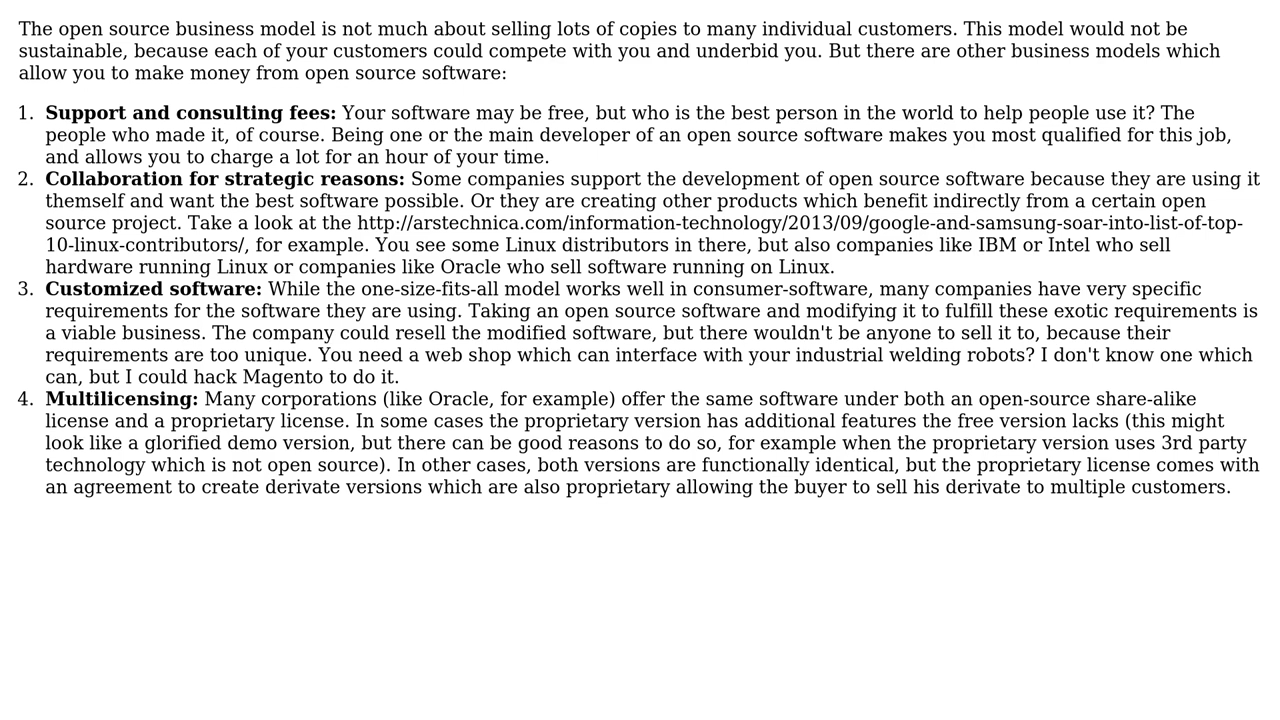 The open source business model is not much about selling lots of copies to many individual customers. This model would not be
sustainable, because each of your customers could compete with you and underbid you. But there are other business models which
allow you to make money from open source software:
1. Support and consulting fees: Your software may be free, but who is the best person in the world to help people use it? The
people who made it, of course. Being one or the main developer of an open source software makes you most qualified for this job,
and allows you to charge a lot for an hour of your time.
2. Collaboration for strategic reasons: Some companies support the development of open source software because they are using it
themself and want the best software possible. Or they are creating other products which benefit indirectly from a certain open
source project. Take a look at the http://arstechnica.com/information-technology/2013/09/google-and-samsung-soar-into-list-of-top-
10-linux-contributors/, for example. You see some Linux distributors in there, but also companies like IBM or Intel who sell
hardware running Linux or companies like Oracle who sell software running on Linux.
3. Customized software: While the one-size-fits-all model works well in consumer-software, many companies have very specific
requirements for the software they are using. Taking an open source software and modifying it to fulfill these exotic requirements is
a viable business. The company could resell the modified software, but there wouldn't be anyone to sell it to, because their
requirements are too unique. You need a web shop which can interface with your industrial welding robots? I don't know one which
can, but I could hack Magento to do it.
4. Multilicensing: Many corporations (like Oracle, for example) offer the same software under both an open-source share-alike
license and a proprietary license. In some cases the proprietary version has additional features the free version lacks (this might
look like a glorified demo version, but there can be good reasons to do so, for example when the proprietary version uses 3rd party
technology which is not open source). In other cases, both versions are functionally identical, but the proprietary license comes with
an agreement to create derivate versions which are also proprietary allowing the buyer to sell his derivate to multiple customers.